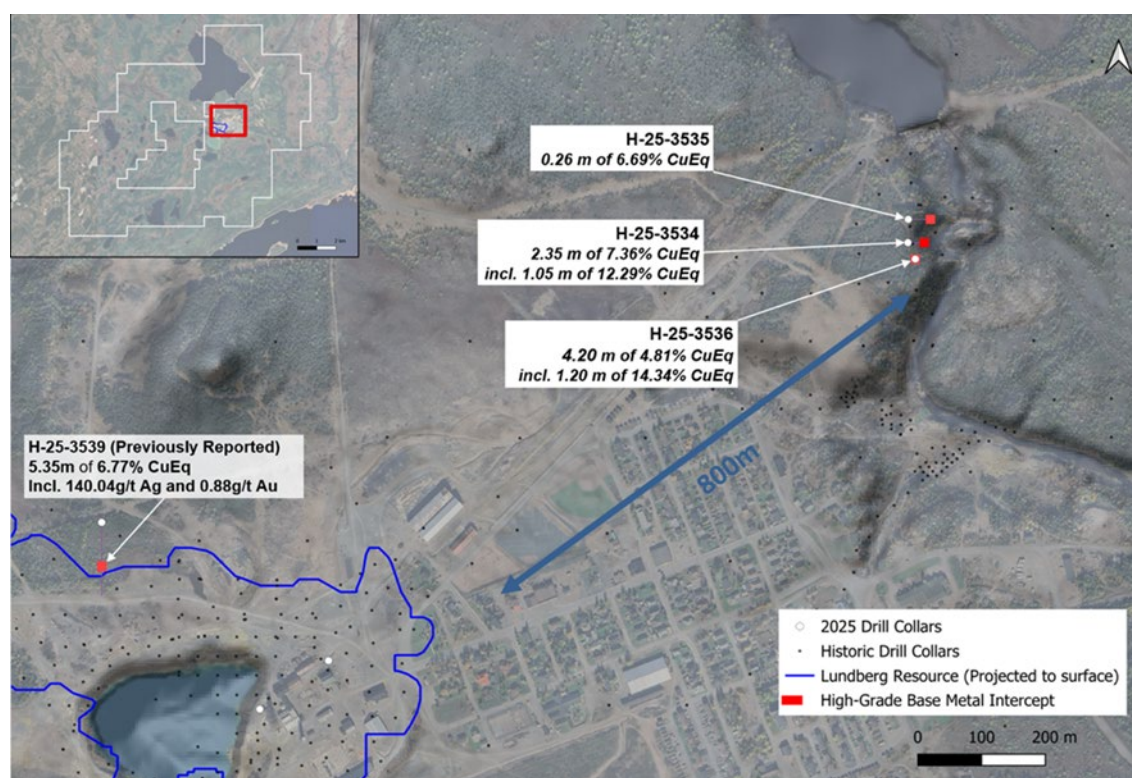 H-25-3535
0.26 m of 6.69% CuEq
H-25-3534
2.35 m of 7.36% CuEq
incl. 1.05 m of 12.29% CuEq
H-25-3536
4.20 m of 4.81% CuEq
incl. 1.20 m of 14.34% CuEq
800m
H-25-3539 (Previously Reported)
5.35m of 6.77% CuEq
Incl. 140.04g/t Ag and 0.88g/t Au
2025 Drill Collars
Historic Drill Collars
Lundberg Resource (Projected to surface)
High-Grade Base Metal Intercept
0 100 200 m